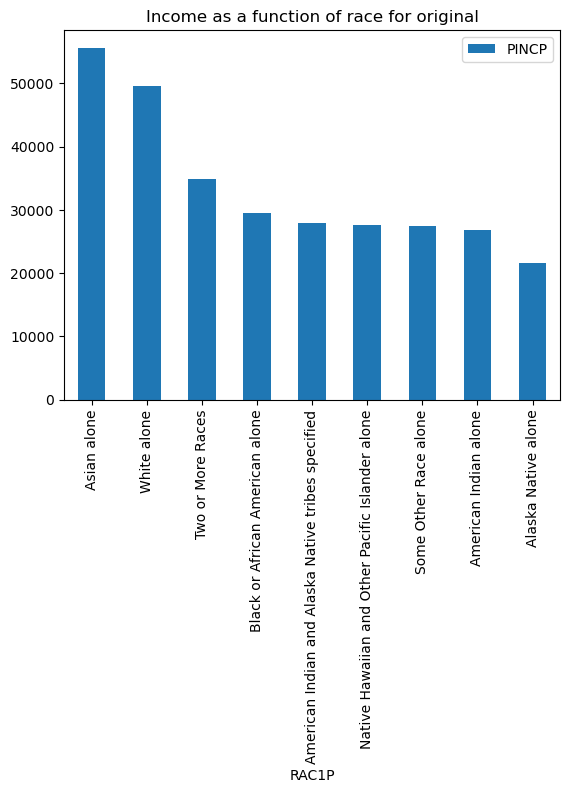 Income as a function of race for original
PINCP
50000
40000
30000
20000
10000
0
Asian alone
White alone
Two or More Races
Black or African American alone
American Indian and Alaska Native tribes specified
Native Hawaiian and Other Pacific Islander alone
Some Other Race alone
American Indian alone
Alaska Native alone
RAC1P